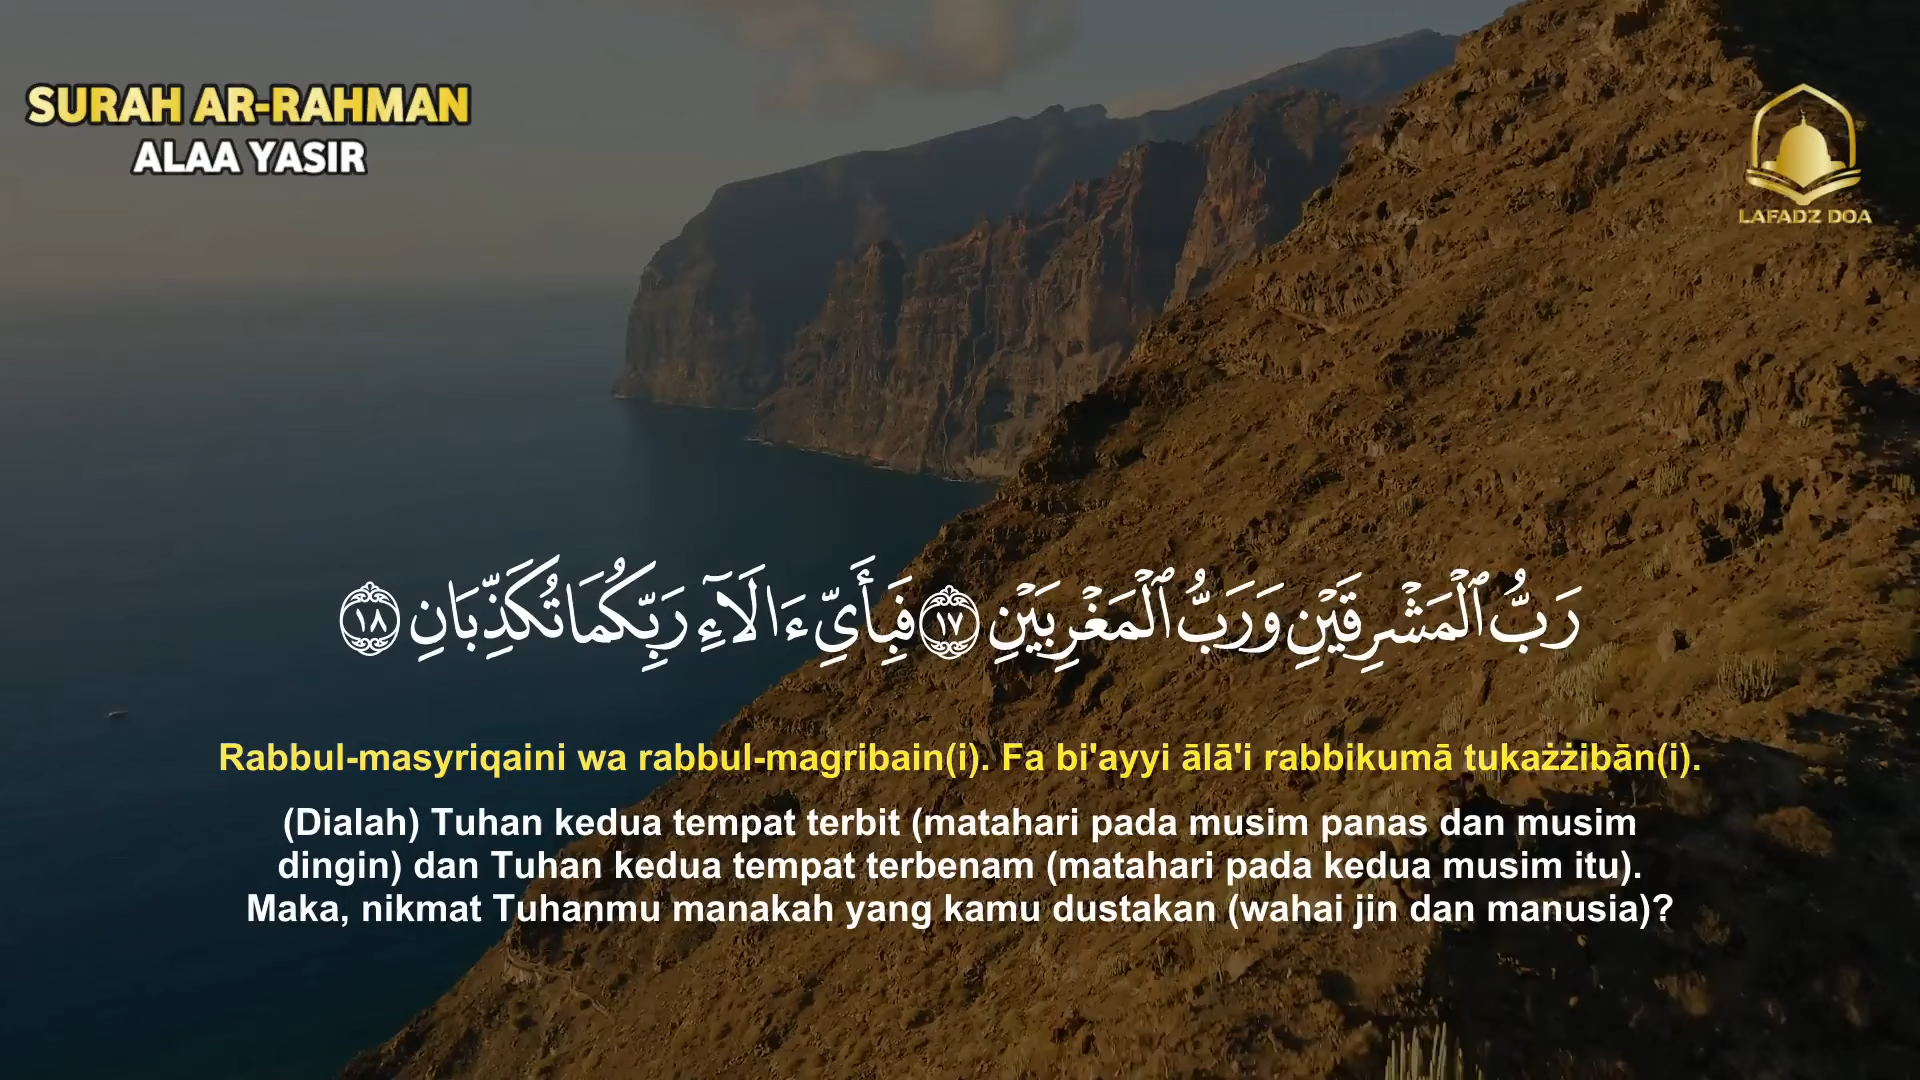 SURAH AR-RAHMAN
ALAA YASIR
LAFADZ DOA
رَبُّ ٱلْمَشْرِقَيْنِ وَرَبُّ ٱلْمَغْرِبَيْنِ ١٧ فَبِأَىِّ ءَالَآءِ رَبِّكُمَا تُكَذِّبَانِ ١٨
Rabbul-masyriqaini wa rabbul-magribain(i). Fa bi'ayyi ālā'i rabbikumā tukażżibān(i).
(Dialah) Tuhan kedua tempat terbit (matahari pada musim panas dan musim
dingin) dan Tuhan kedua tempat terbenam (matahari pada kedua musim itu).
Maka, nikmat Tuhanmu manakah yang kamu dustakan (wahai jin dan manusia)?